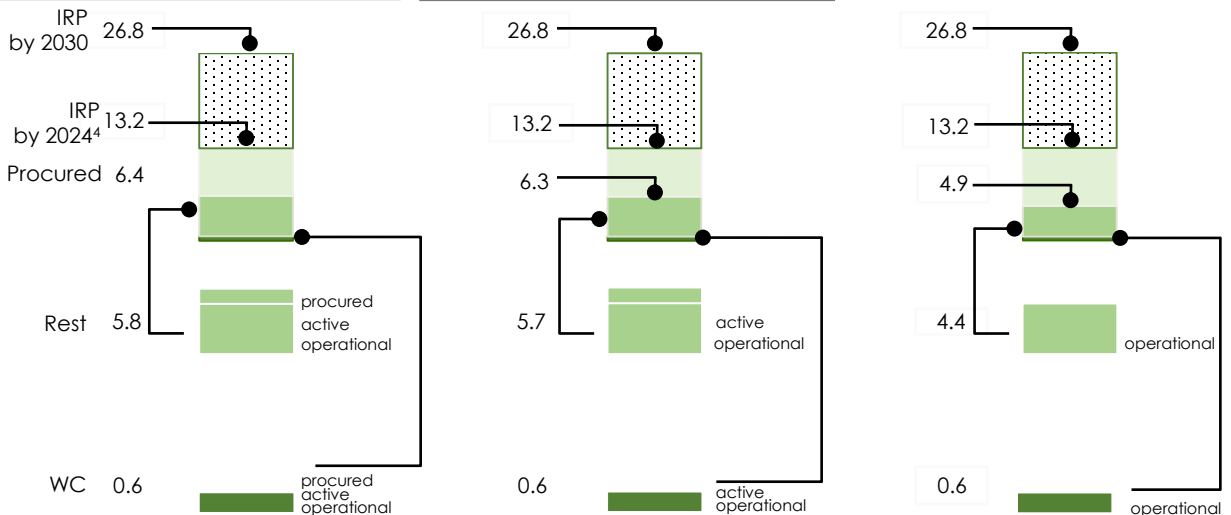 IRP
by 2030 26.8 26.8 26.8
IRP
by 2024⁴ 13.2 13.2 13.2
Procured 6.4 6.3 4.9
procured
Rest 5.8 active 5.7 active 4.4
operational operational operational
WC 0.6 procured 0.6 active 0.6
active operational operational
operational